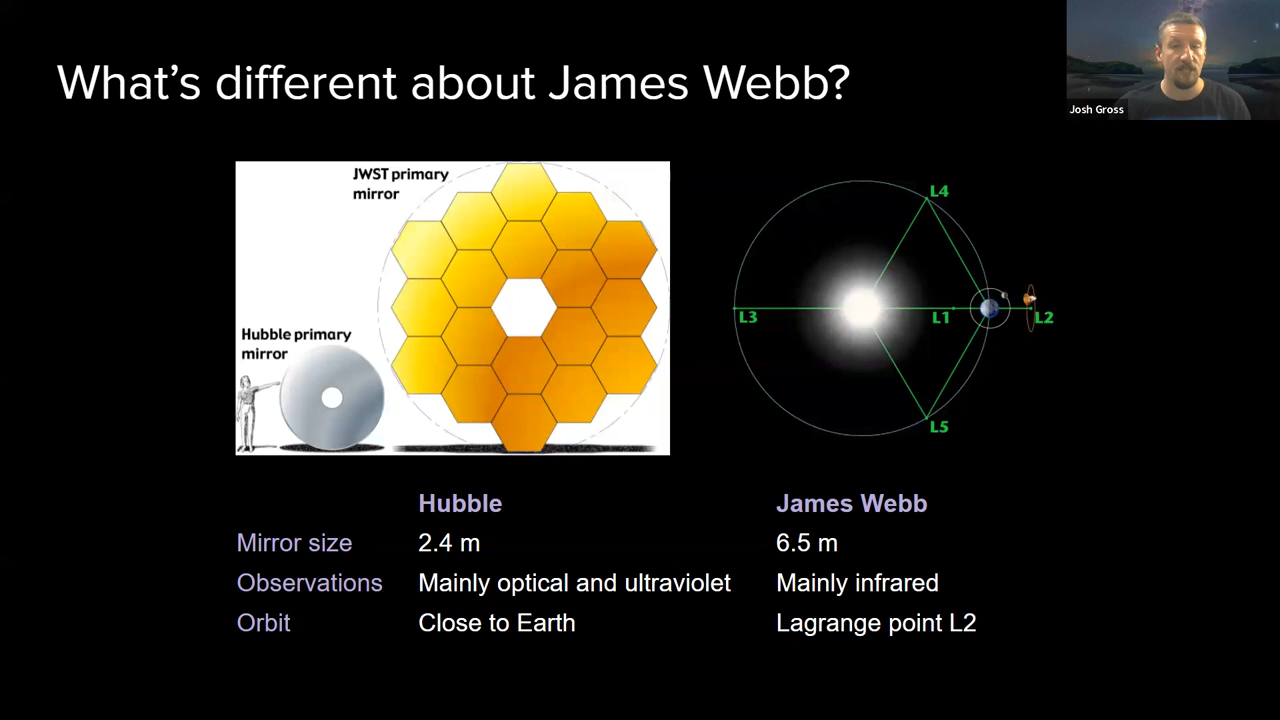 What's different about James Webb?
Josh Gross
JWST primary
mirror
Hubble primary
mirror
L4
L3
L1
L2
L5
Hubble James Webb
Mirror size 2.4 m 6.5 m
Observations Mainly optical and ultraviolet Mainly infrared
Orbit Close to Earth Lagrange point L2